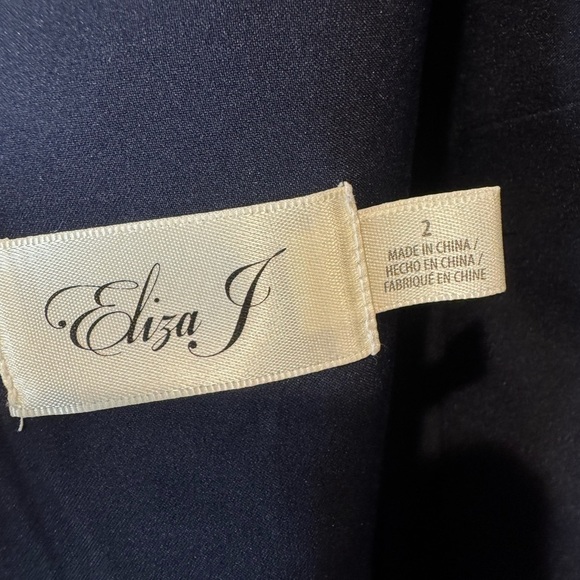 Eliza J
2
MADE IN CHINA /
HECHO EN CHINA /
FABRIQUÉ EN CHINE